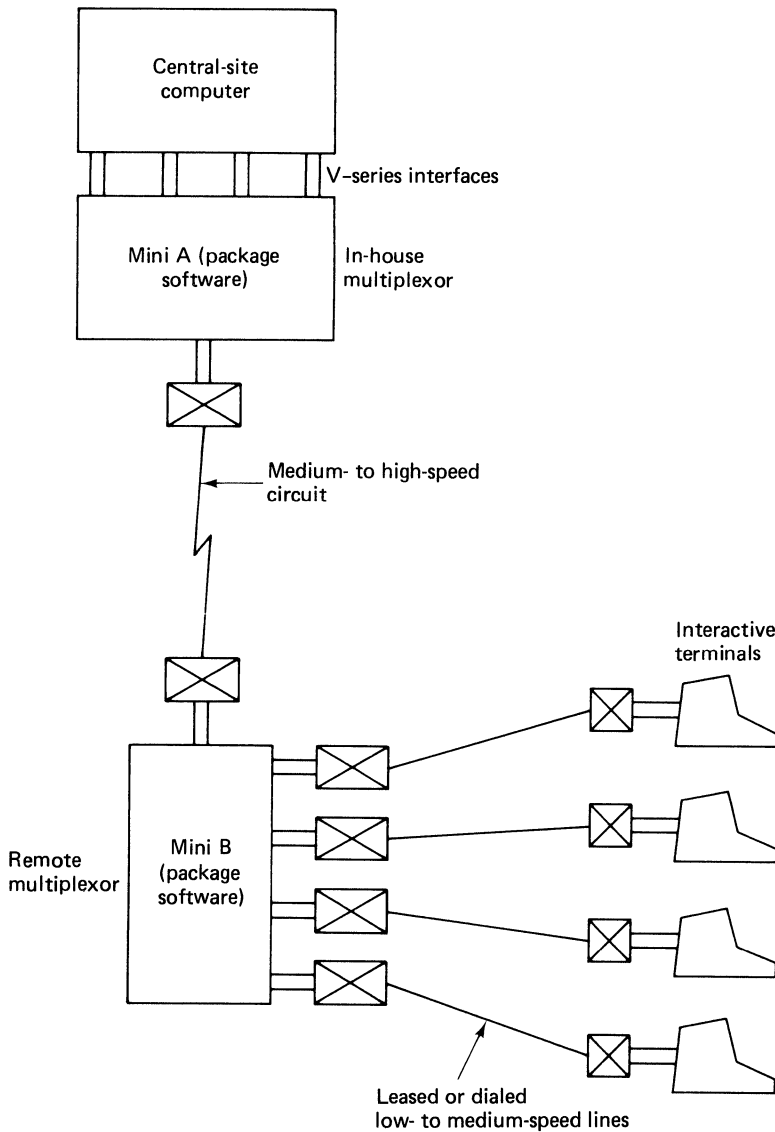 Central-site
computer
V-series interfaces
Mini A (package
software)
In-house
multiplexor
Medium- to high-speed
circuit
Interactive
terminals
Remote
multiplexor
Mini B
(package
software)
Leased or dialed
low- to medium-speed lines